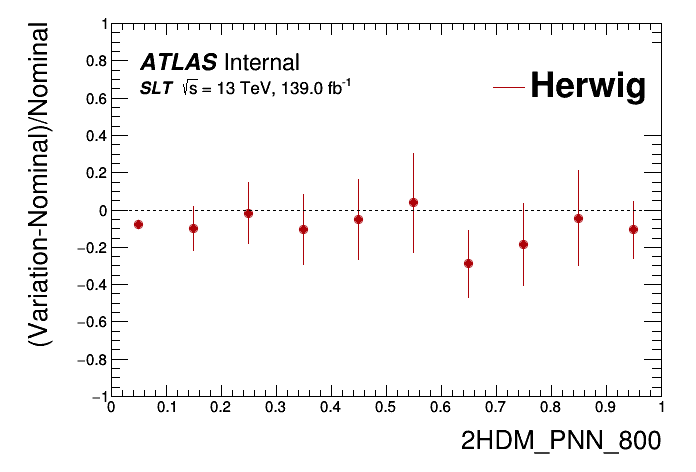 (Variation-Nominal)/Nominal
1
0.8
0.6
0.4
0.2
0
−0.2
−0.4
−0.6
−0.8
−1
ATLAS Internal
SLT √s = 13 TeV, 139.0 fb⁻¹
Herwig
0 0.1 0.2 0.3 0.4 0.5 0.6 0.7 0.8 0.9 1
2HDM_PNN_800